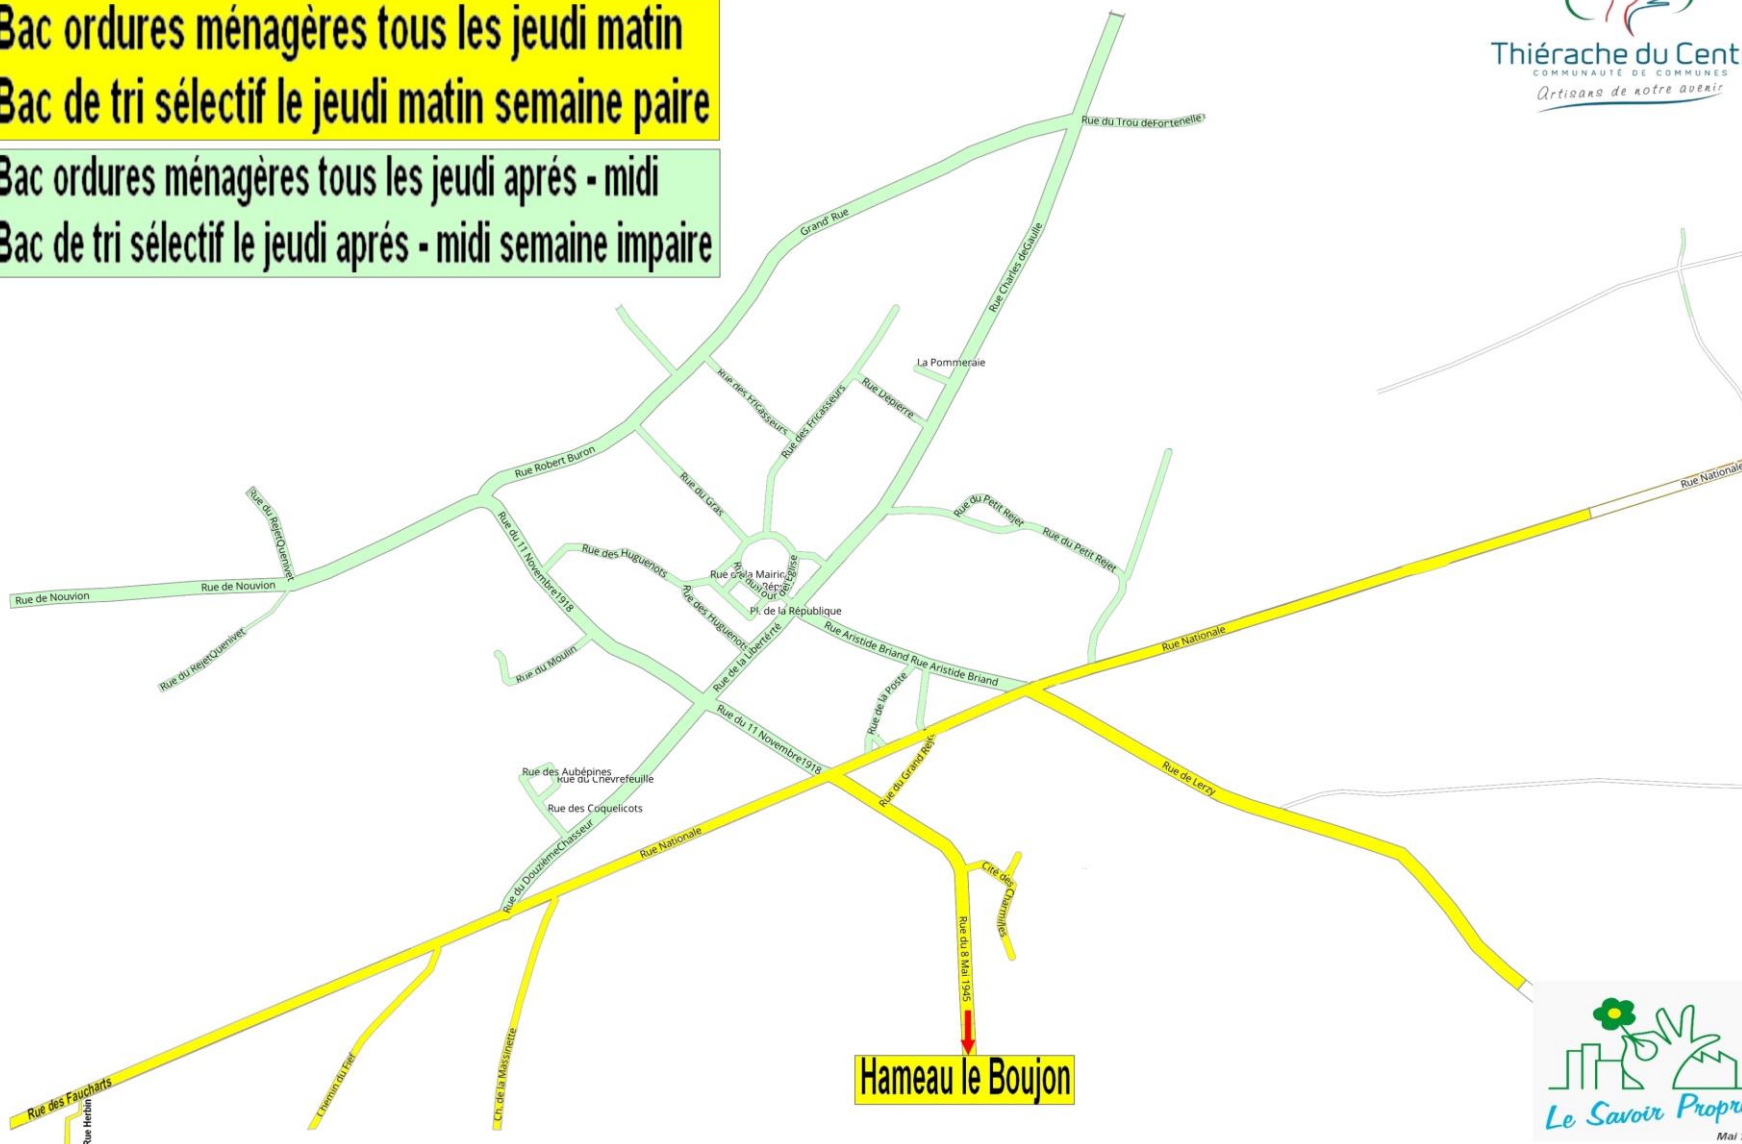 Bac ordures ménagères tous les jeudi matin
Bac de tri sélectif le jeudi matin semaine paire
Bac ordures ménagères tous les jeudi aprés - midi
Bac de tri sélectif le jeudi aprés - midi semaine impaire
Thiérache du Cent
COMMUNAUTÉ DE COMMUNES
Artisans de notre avenir
Rue du Trou deFortenelle
Grand' Rue
Rue Charles deGaulle
La Pommeraie
Rue des Fricasseurs
Rue des Fricasseurs
Rue Dépierre
Rue Robert Buron
Rue du Gras
Rue Nationale
Rue du RejetQuenivet
Rue du 11 Novembre1918
Rue du Petit Rejet
Rue du Petit Rejet
Rue des Huguenots
Rue de Nouvion
Rue de Nouvion
Pl. de la République
Rue des Huguenots
Rue de la Libertérté
Rue Aristide Briand
Rue Aristide Briand
Rue Nationale
Rue du RejetQuenivet
Rue du Moulin
Rue de la Poste
Rue du 11 Novembre1918
Rue du Grand Rejet
Rue de Lerzy
Rue des Aubépines
Rue du Chèvrefeuille
Rue des Coquelicots
Rue du DouzièmeChasseur
Rue Nationale
Cité des Charmilles
Rue du 8 Mai 1945
Chemin du Fief
Ch. de la Massinette
Hameau le Boujon
Rue des Faucharts
Rue Herbin
Le Savoir Propr
Mai